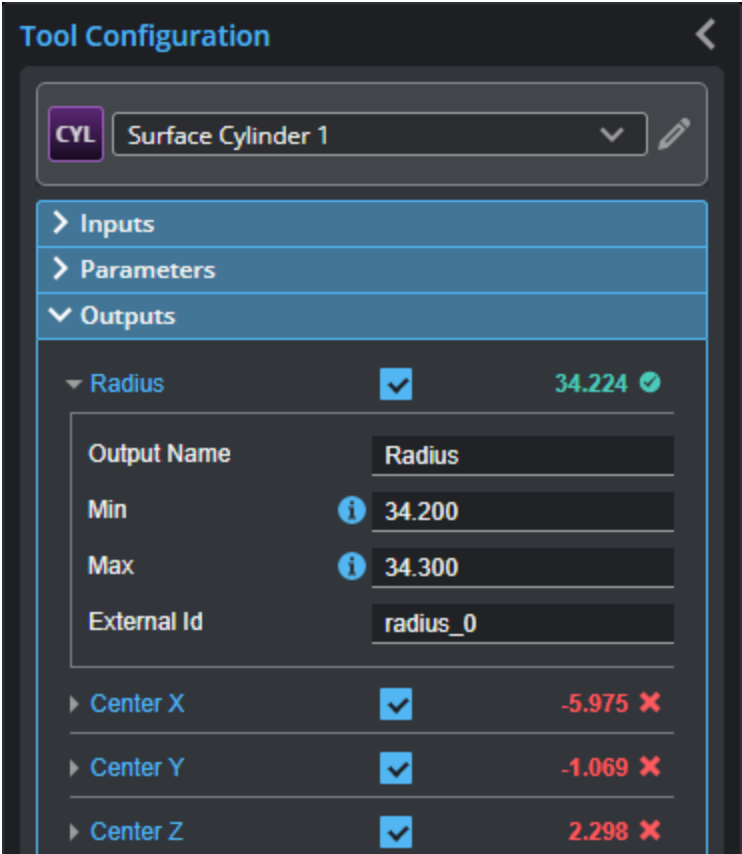 Tool Configuration
CYL Surface Cylinder 1
Inputs
Parameters
Outputs
Radius 34.224
Output Name Radius
Min 34.200
Max 34.300
External Id radius_0
Center X -5.975
Center Y -1.069
Center Z 2.298